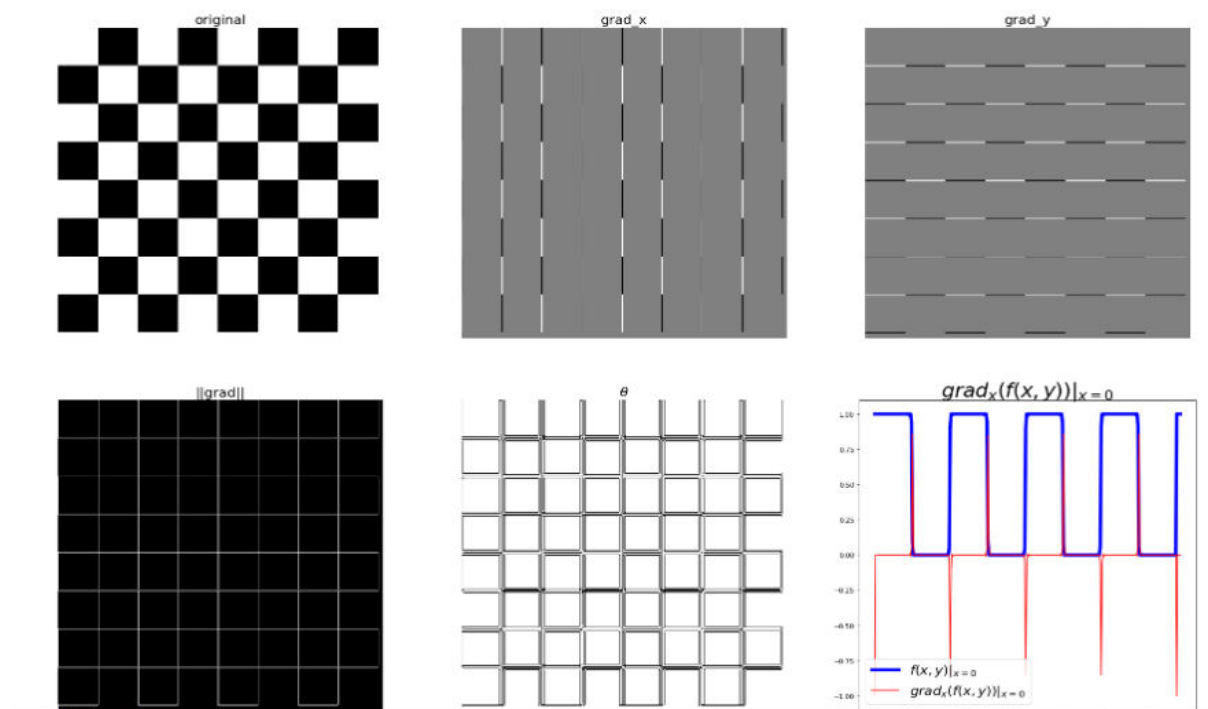 original
grad_x
grad_y
||grad||
θ
grad_x(f(x, y))|_{x=0}
1.00
0.75
0.50
0.25
0.00
−0.25
−0.50
−0.75
−1.00
f(x, y)|_{x=0}
grad_x(f(x, y))|_{x=0}